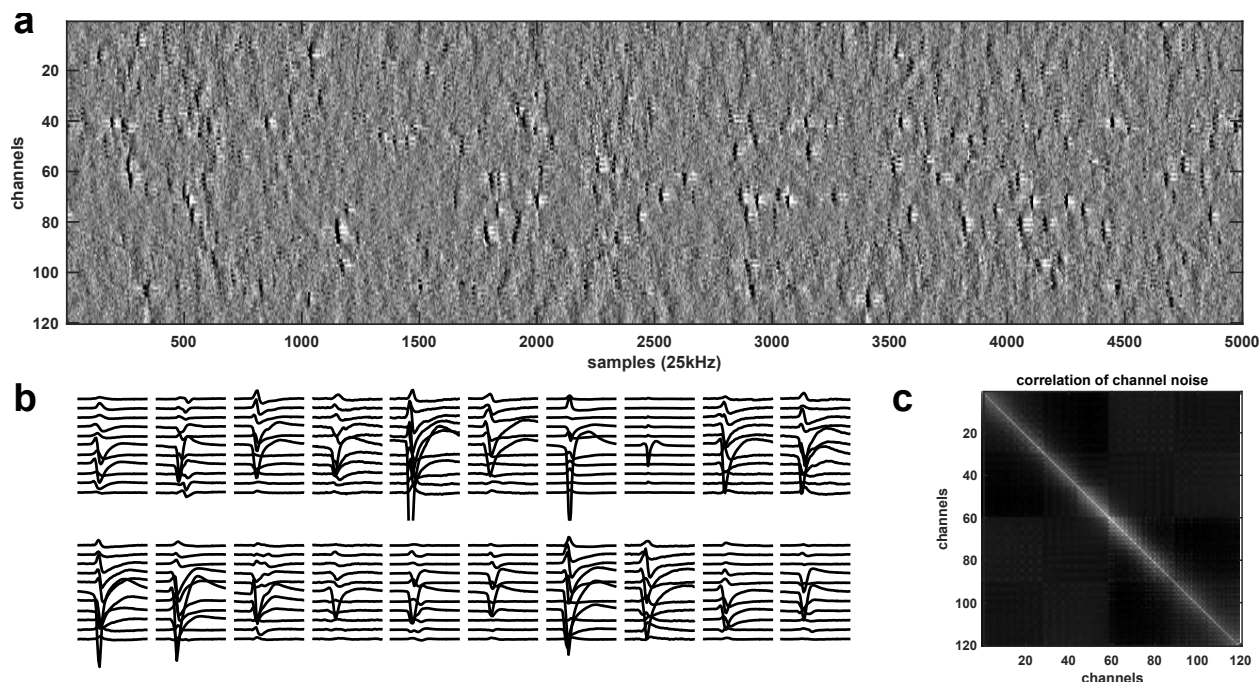 a
channels
20
40
60
80
100
120
500 1000 1500 2000 2500 3000 3500 4000 4500 5000
samples (25kHz)
b
c
correlation of channel noise
channels
20
40
60
80
100
120
20 40 60 80 100 120
channels